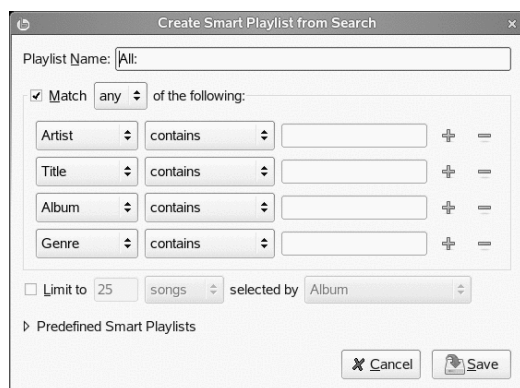 Create Smart Playlist from Search
Playlist Name: All:
Match any of the following:
Artist contains
Title contains
Album contains
Genre contains
Limit to 25 songs selected by Album
Predefined Smart Playlists
Cancel Save